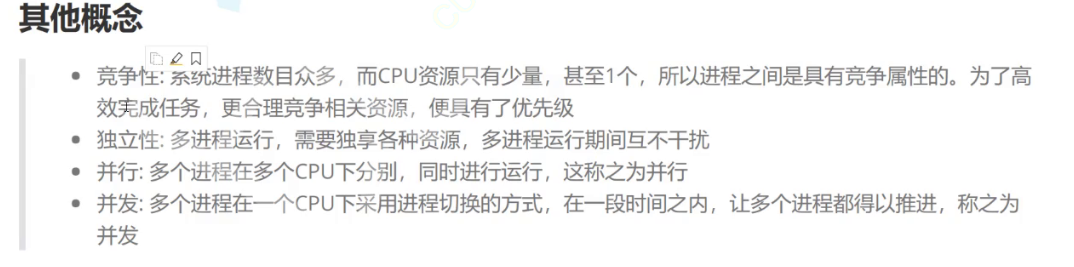 其他概念
竞争性: 系统进程数目众多，而CPU资源只有少量，甚至1个，所以进程之间是具有竞争属性的。为了高
效完成任务，更合理竞争相关资源，便具有了优先级
独立性: 多进程运行，需要独享各种资源，多进程运行期间互不干扰
并行: 多个进程在多个CPU下分别，同时进行运行，这称之为并行
并发: 多个进程在一个CPU下采用进程切换的方式，在一段时间之内，让多个进程都得以推进，称之为
并发